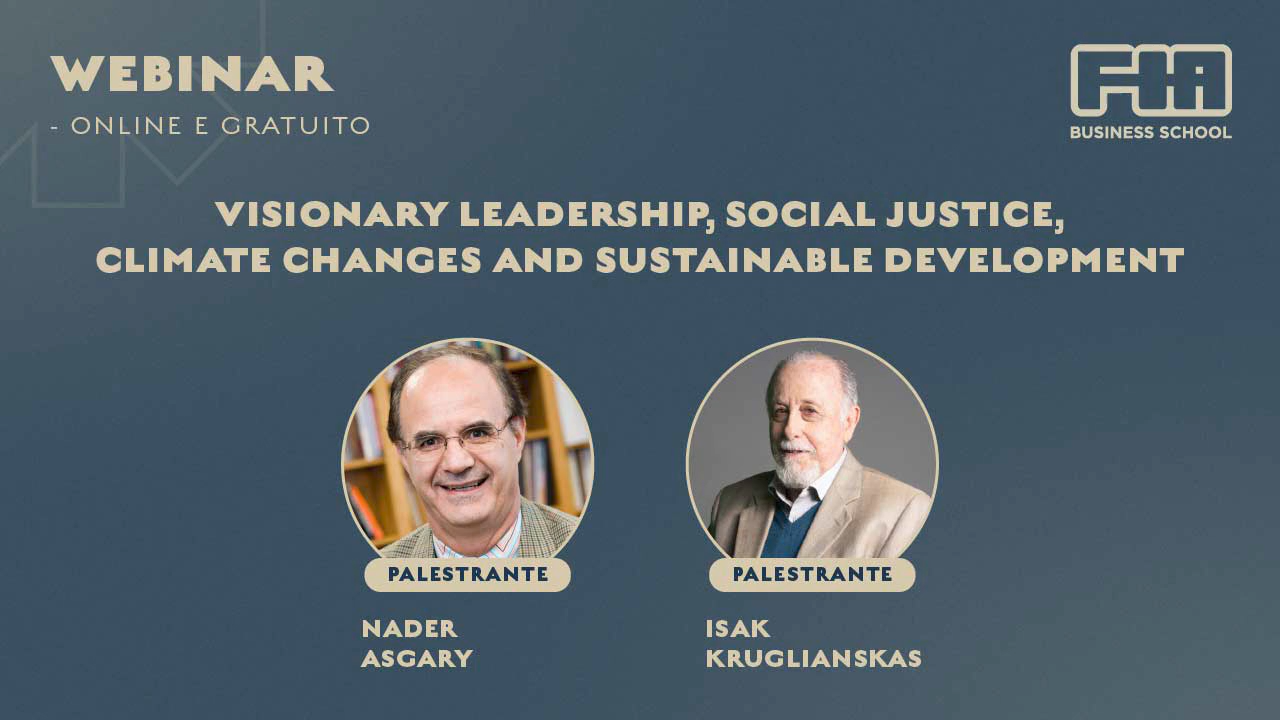 WEBINAR
- ONLINE E GRATUITO
FIA
BUSINESS SCHOOL
VISIONARY LEADERSHIP, SOCIAL JUSTICE,
CLIMATE CHANGES AND SUSTAINABLE DEVELOPMENT
PALESTRANTE
NADER
ASGARY
PALESTRANTE
ISAK
KRUGLIANSKAS